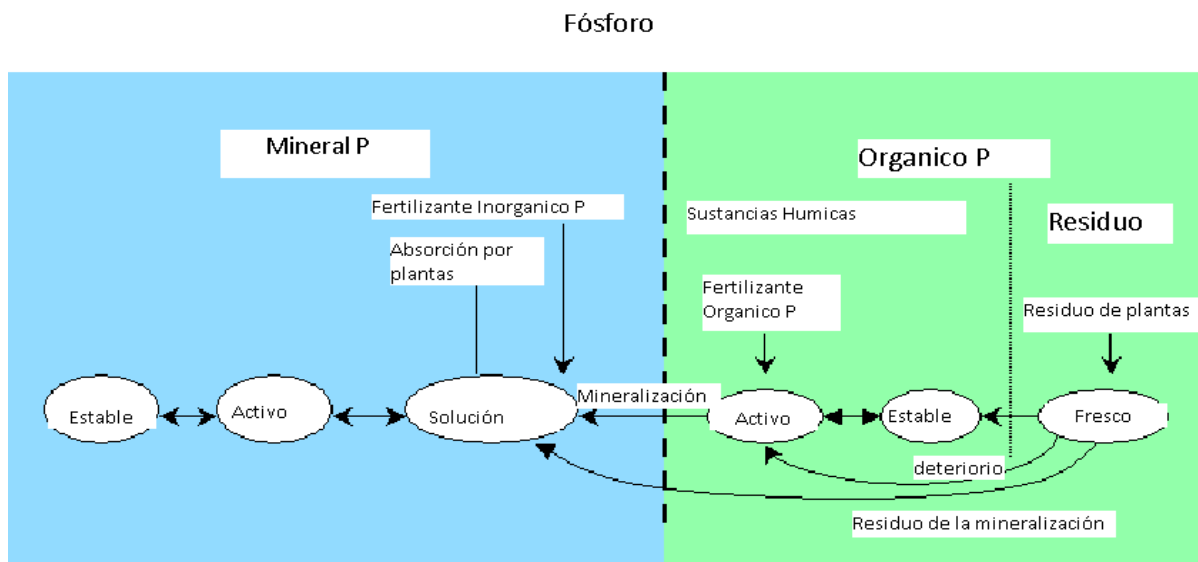 Fósforo
Mineral P
Organico P
Fertilizante Inorganico P
Sustancias Humicas
Residuo
Absorción por
plantas
Fertilizante
Organico P
Residuo de plantas
Estable
Activo
Solución
Mineralización
Activo
Estable
Fresco
deteriorio
Residuo de la mineralización